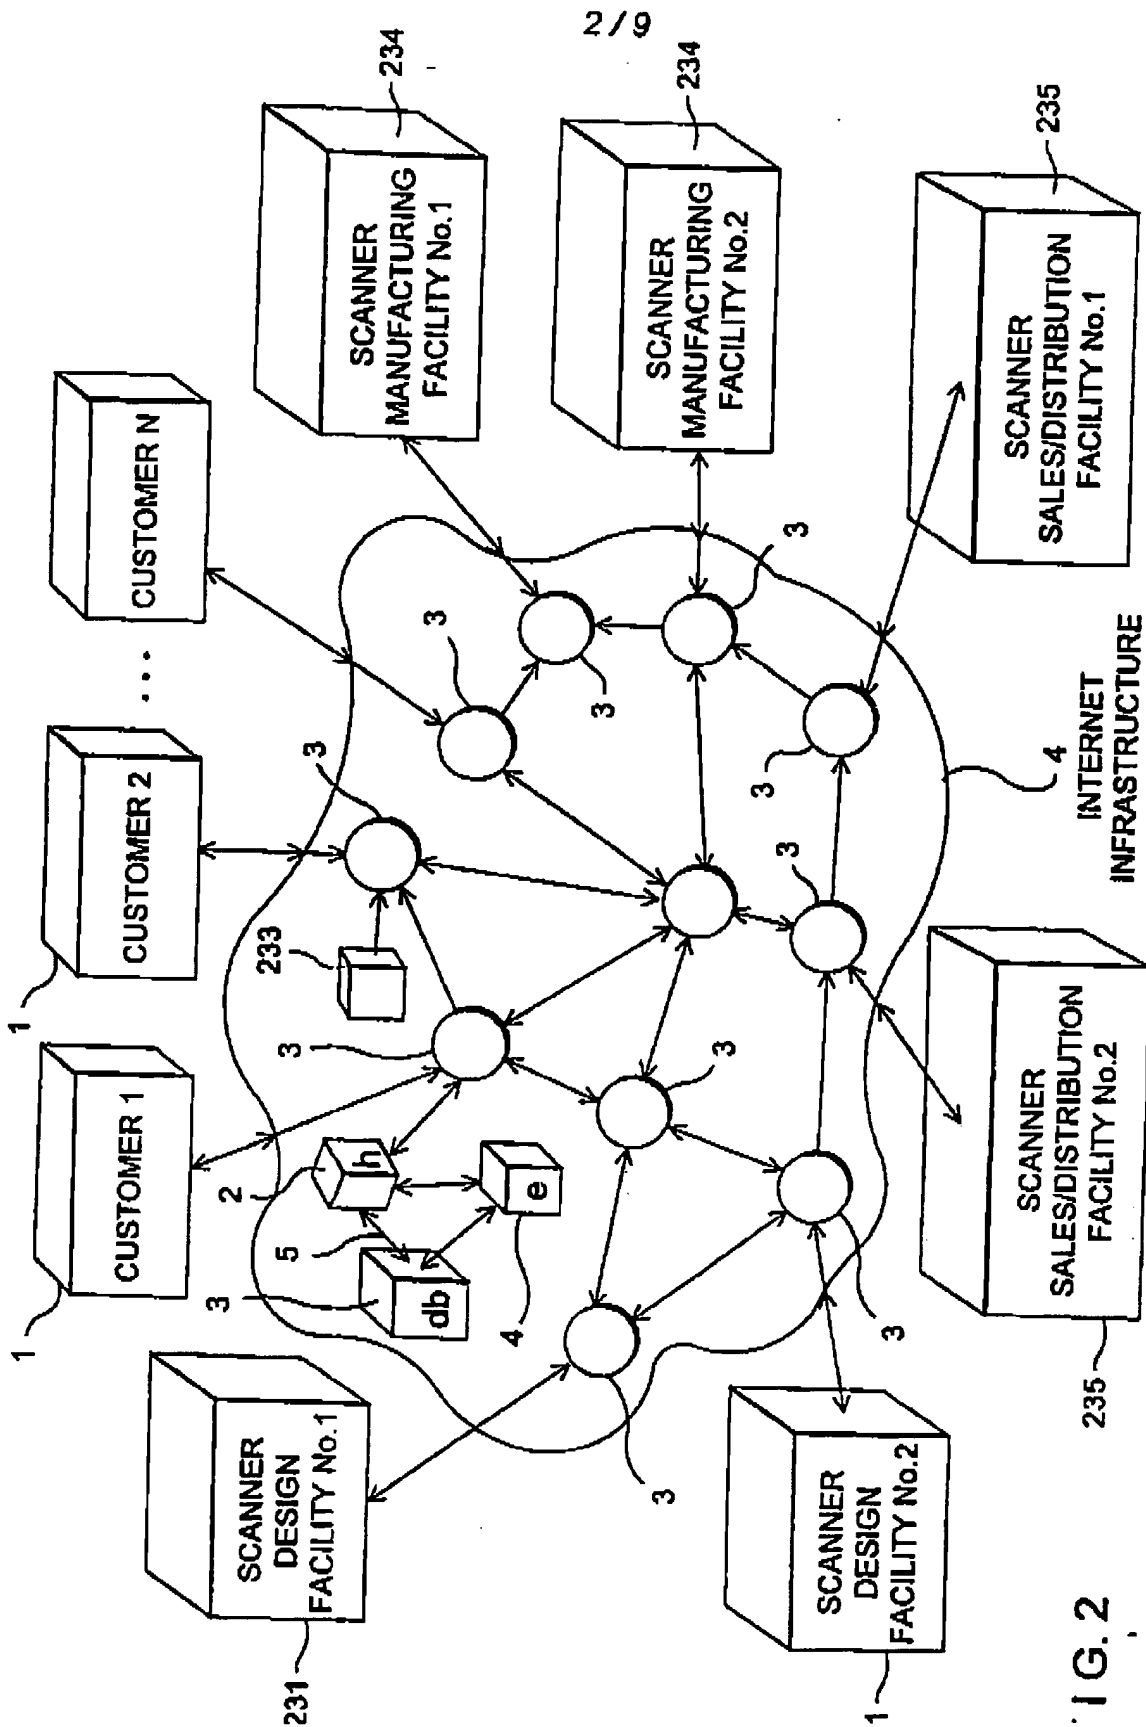 2/9
1
CUSTOMER 1
1
CUSTOMER 2
...
CUSTOMER N
231
SCANNER
DESIGN
FACILITY No.1
SCANNER
MANUFACTURING
FACILITY No.1
234
3
db
5
2
h
4
e
3
233
3
3
3
3
3
3
3
3
3
3
SCANNER
MANUFACTURING
FACILITY No.2
234
1
SCANNER
DESIGN
FACILITY No.2
235
SCANNER
SALES/DISTRIBUTION
FACILITY No.2
4
INTERNET
INFRASTRUCTURE
SCANNER
SALES/DISTRIBUTION
FACILITY No.1
235
IG. 2